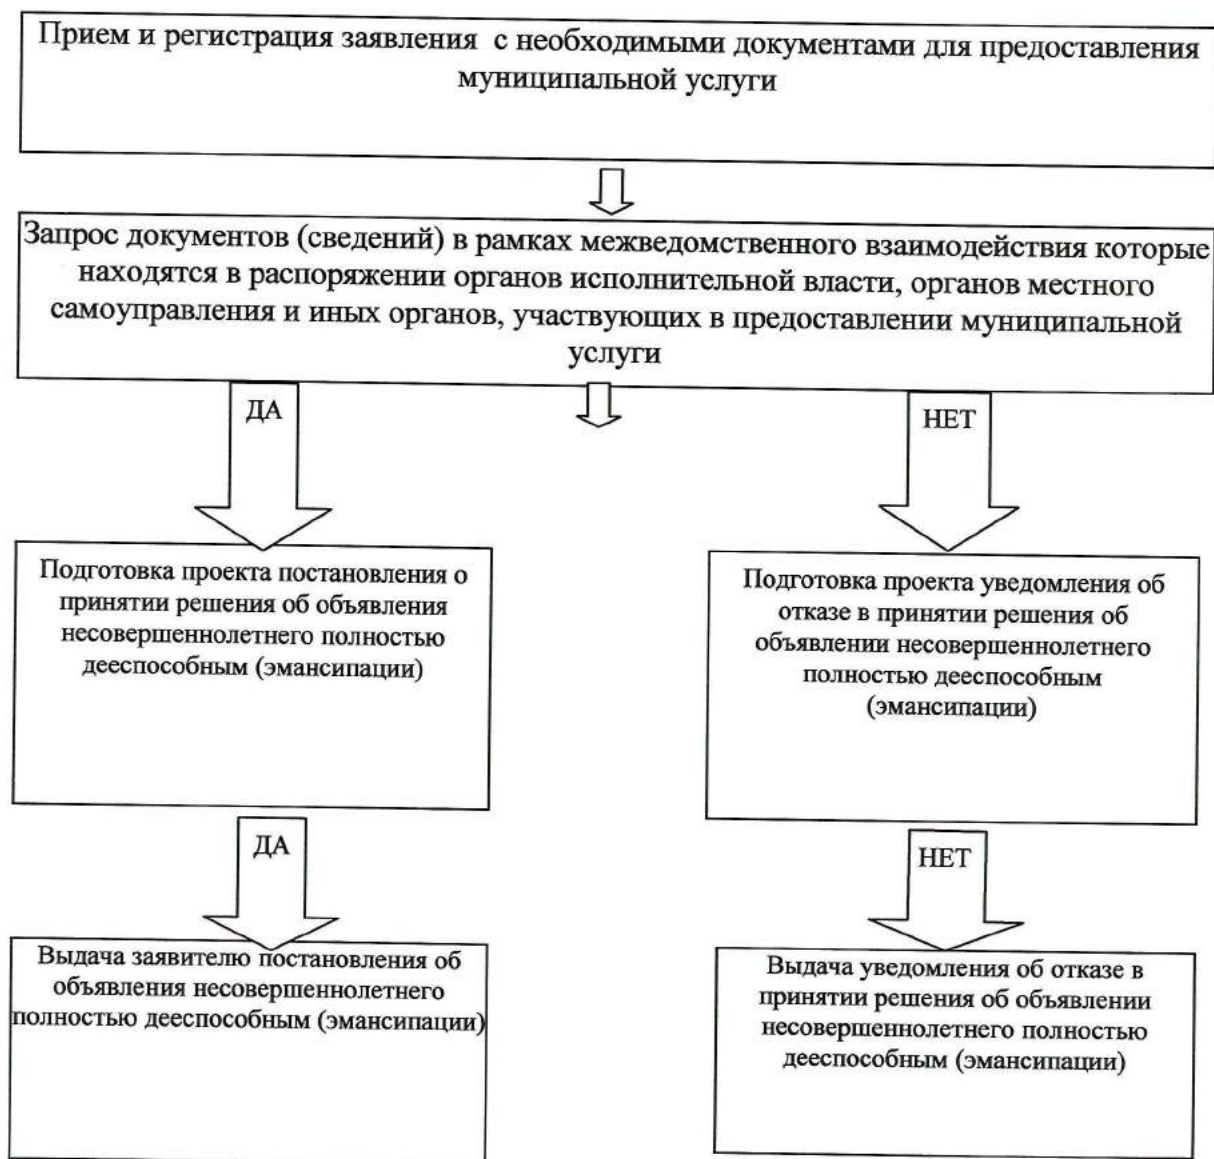 Прием и регистрация заявления с необходимыми документами для предоставления
муниципальной услуги
Запрос документов (сведений) в рамках межведомственного взаимодействия которые
находятся в распоряжении органов исполнительной власти, органов местного
самоуправления и иных органов, участвующих в предоставлении муниципальной
услуги
ДА
НЕТ
Подготовка проекта постановления о
принятии решения об объявления
несовершеннолетнего полностью
дееспособным (эмансипации)
Подготовка проекта уведомления об
отказе в принятии решения об
объявлении несовершеннолетнего
полностью дееспособным
(эмансипации)
ДА
НЕТ
Выдача заявителю постановления об
объявления несовершеннолетнего
полностью дееспособным (эмансипации)
Выдача уведомления об отказе в
принятии решения об объявлении
несовершеннолетнего полностью
дееспособным (эмансипации)